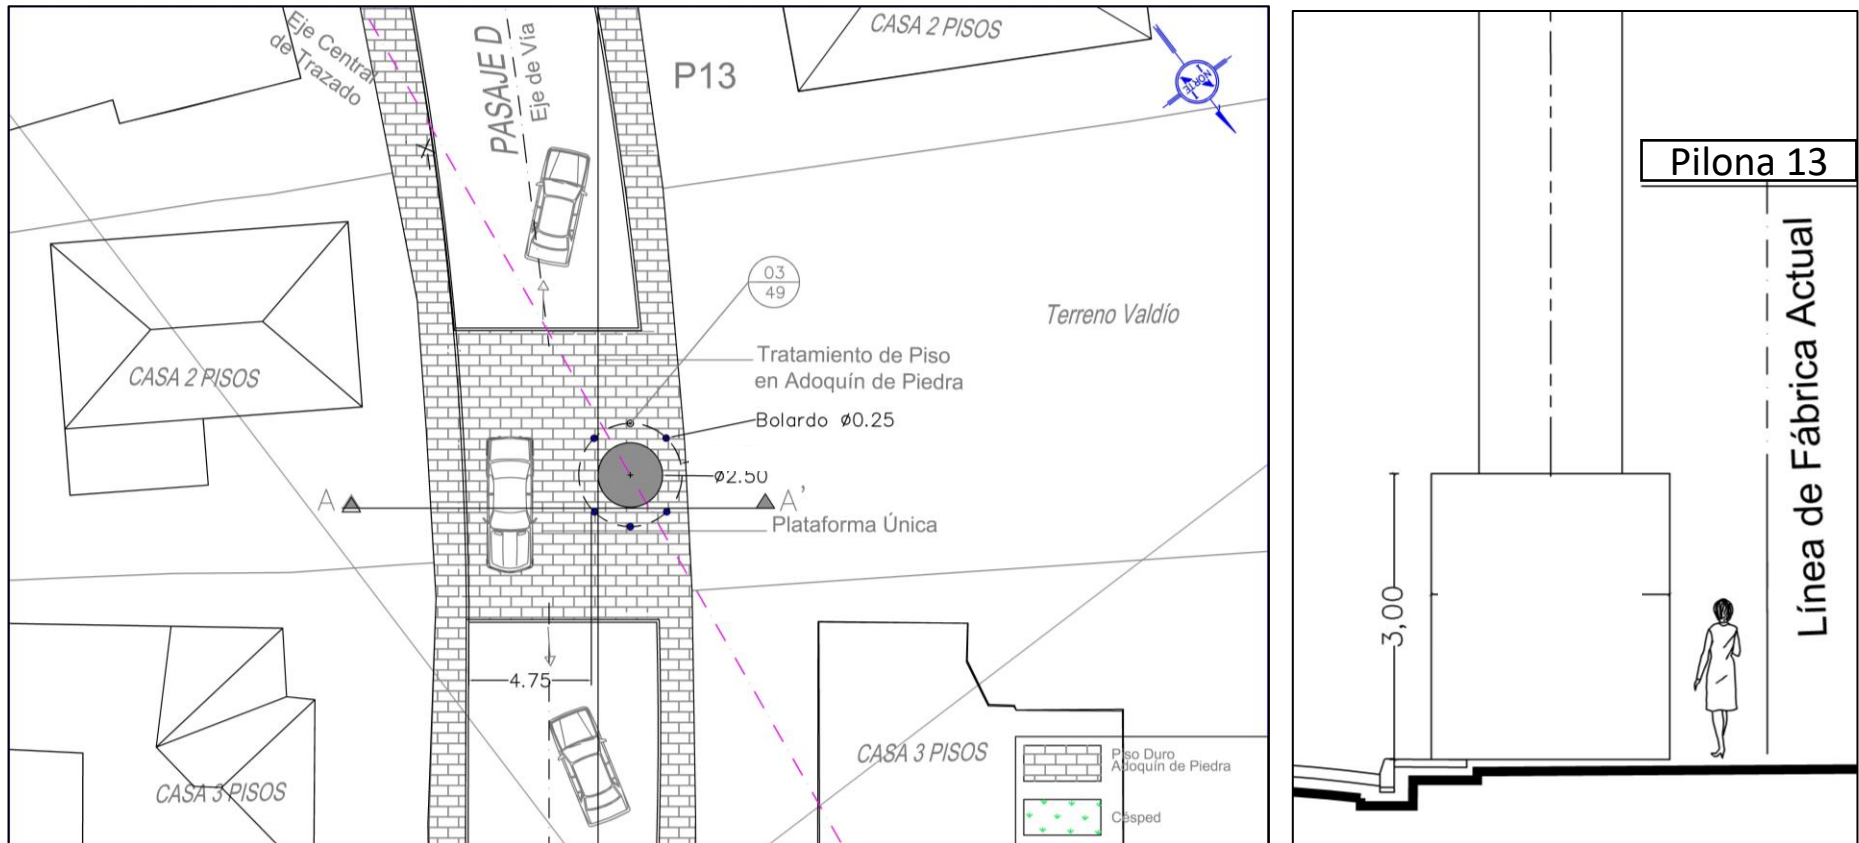 Eje Central
de Trazado
PASAJE D
Eje de Vía
P13
CASA 2 PISOS
NORTE
03
49
Terreno Valdío
Tratamiento de Piso
en Adoquín de Piedra
CASA 2 PISOS
Bolardo ø0.25
ø2.50
A
A'
Plataforma Única
4.75
CASA 3 PISOS
CASA 3 PISOS
Piso Duro
Adoquín de Piedra
Césped
Pilona 13
Línea de Fábrica Actual
3,00